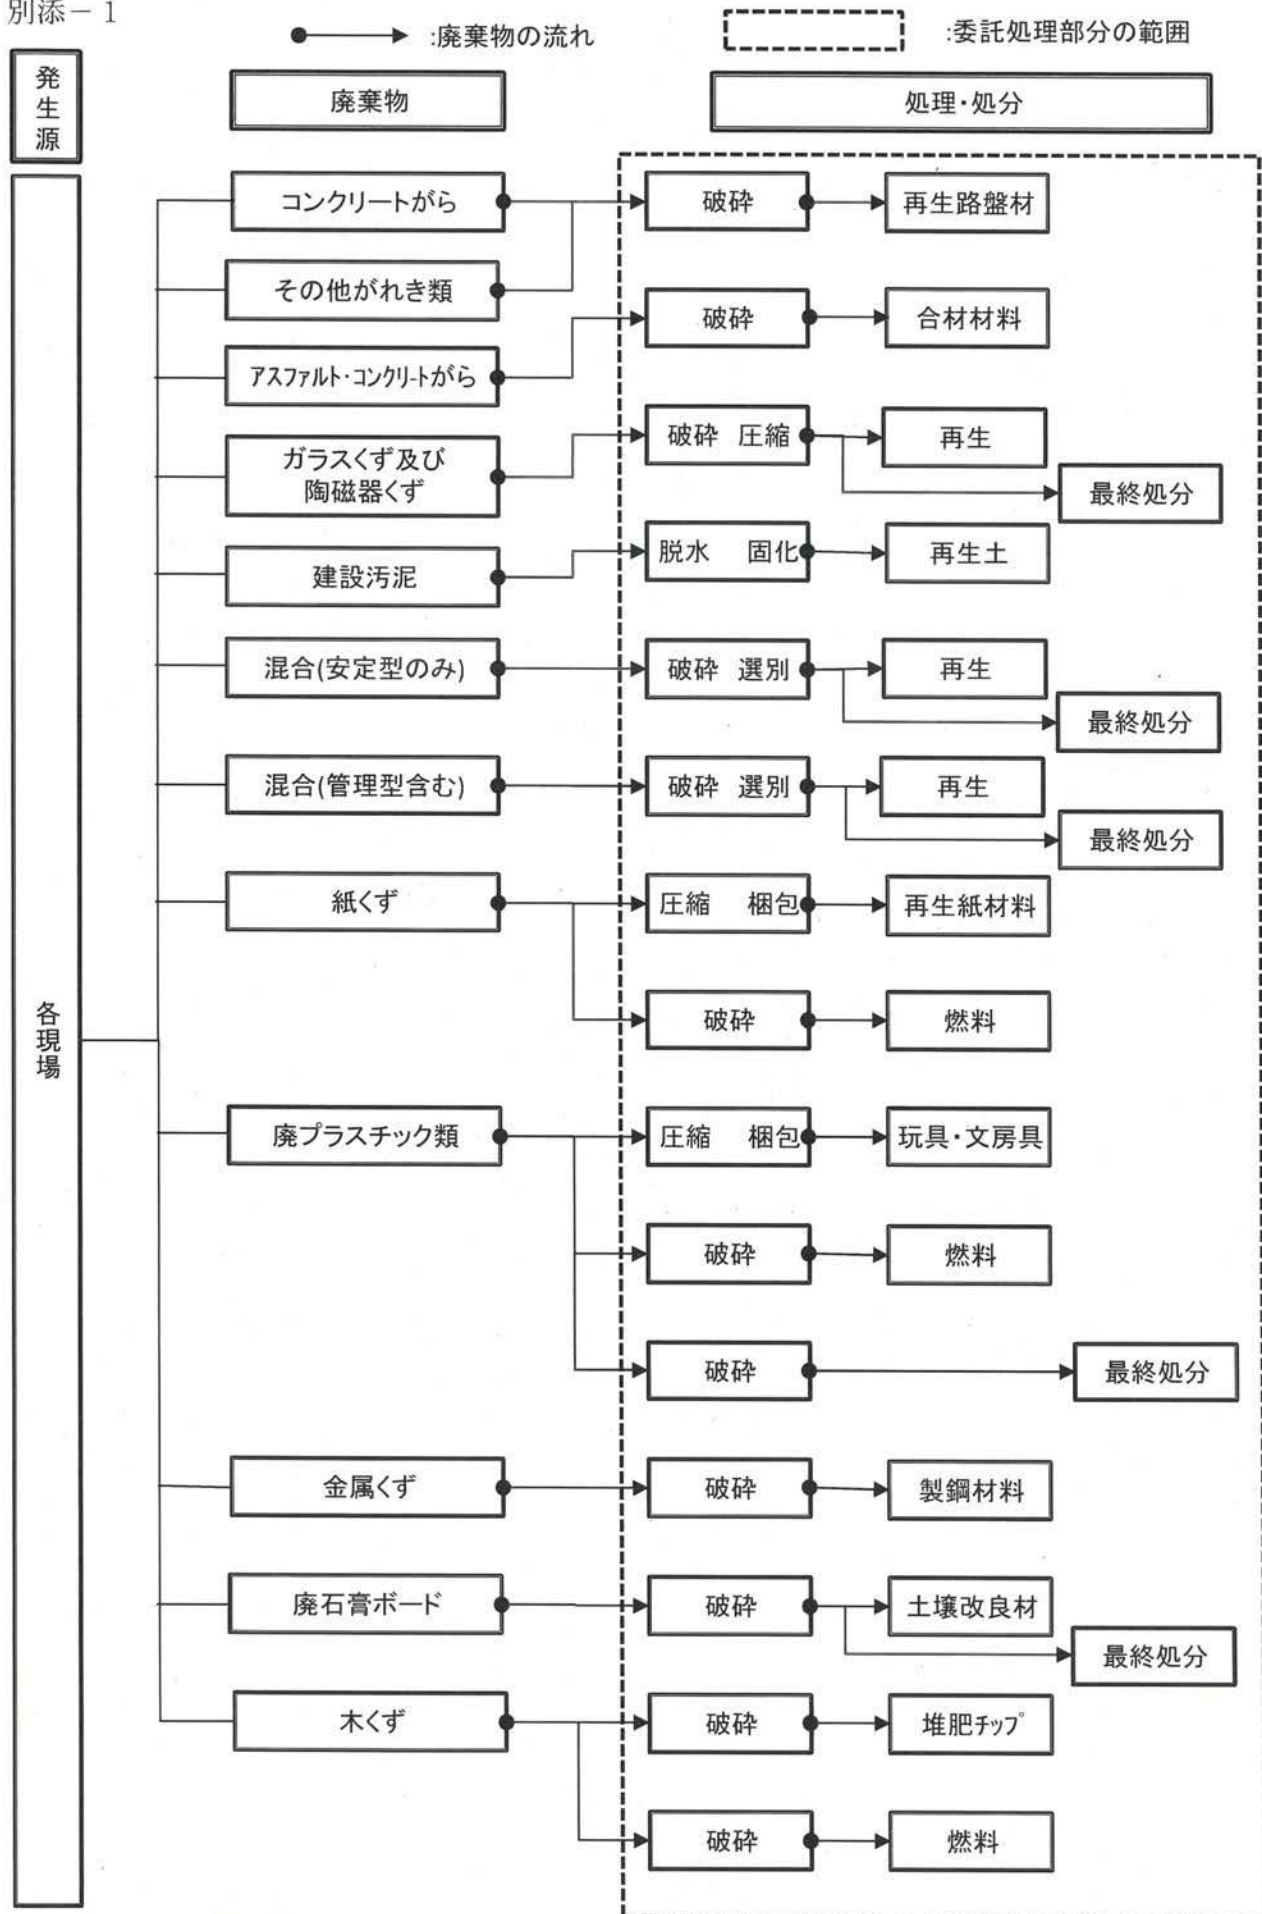 別添－1
:廃棄物の流れ
:委託処理部分の範囲
発生源
廃棄物
処理・処分
各現場
コンクリートがら
破砕
再生路盤材
その他がれき類
破砕
合材材料
アスファルト・コンクリートがら
ガラスくず及び
陶磁器くず
破砕 圧縮
再生
最終処分
建設汚泥
脱水 固化
再生土
混合(安定型のみ)
破砕 選別
再生
最終処分
混合(管理型含む)
破砕 選別
再生
最終処分
紙くず
圧縮 梱包
再生紙材料
破砕
燃料
廃プラスチック類
圧縮 梱包
玩具・文房具
破砕
燃料
破砕
最終処分
金属くず
破砕
製鋼材料
廃石膏ボード
破砕
土壌改良材
最終処分
木くず
破砕
堆肥チップ
破砕
燃料